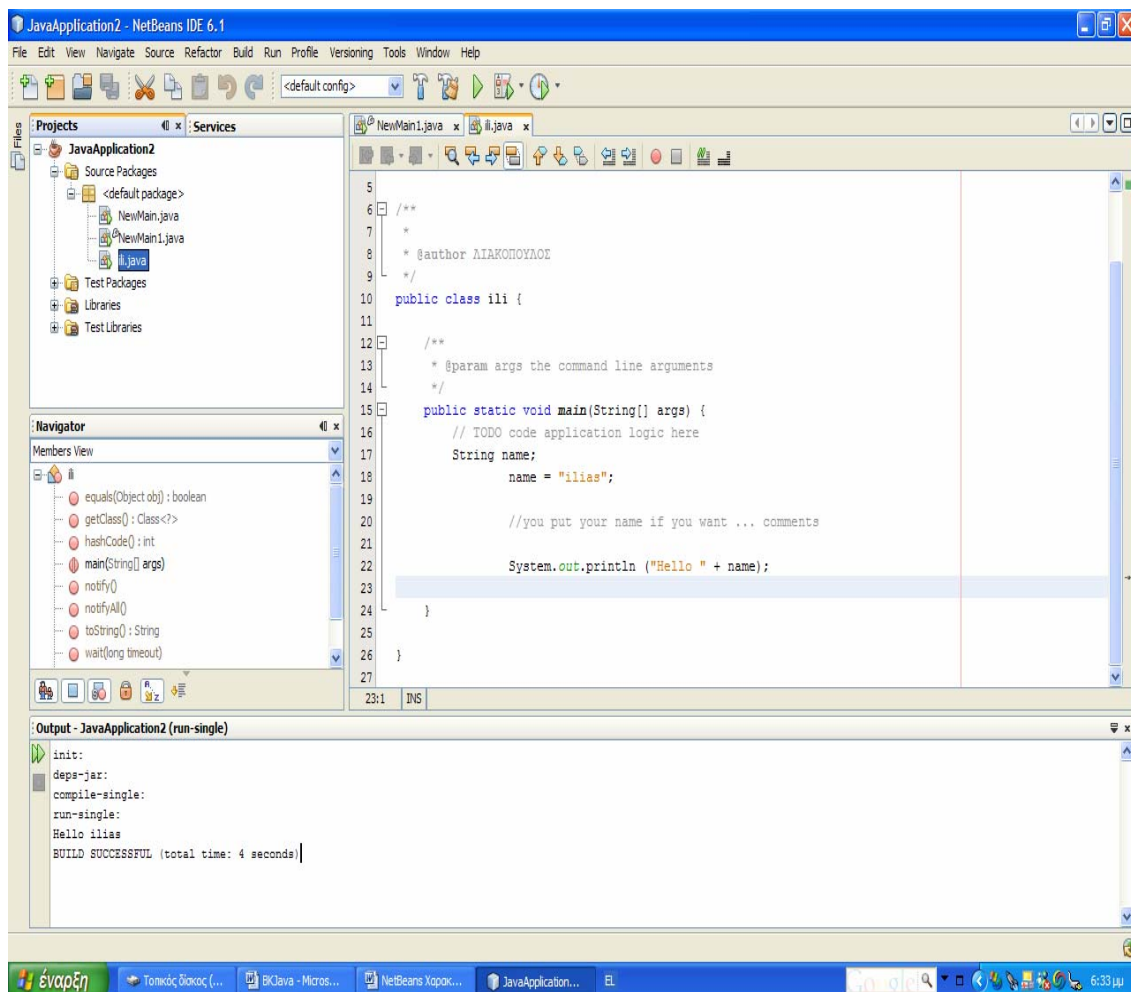 JavaApplication2 - NetBeans IDE 6.1
File Edit View Navigate Source Refactor Build Run Profile Versioning Tools Window Help
<default config>
Files
Projects
Services
JavaApplication2
Source Packages
<default package>
NewMain.java
NewMain1.java
ili.java
Test Packages
Libraries
Test Libraries
Navigator
Members View
ili
equals(Object obj) : boolean
getClass() : Class<?>
hashCode() : int
main(String[] args)
notify()
notifyAll()
toString() : String
wait(long timeout)
NewMain1.java x ili.java x
5
6 /**
7 *
8 * @author ΛΙΑΚΟΠΟΥΛΟΣ
9 */
10 public class ili {
11
12 /**
13 * @param args the command line arguments
14 */
15 public static void main(String[] args) {
16 // TODO code application logic here
17 String name;
18 name = "ilias";
19
20 //you put your name if you want ... comments
21
22 System.out.println ("Hello " + name);
23
24 }
25
26 }
27
23:1 INS
Output - JavaApplication2 (run-single)
init:
deps-jar:
compile-single:
run-single:
Hello ilias
BUILD SUCCESSFUL (total time: 4 seconds)
έναρξη
Τοπικός δίσκος (...
BKJava - Micros...
NetBeans Χαρακ...
JavaApplication...
EL
Google
6:33 μμ